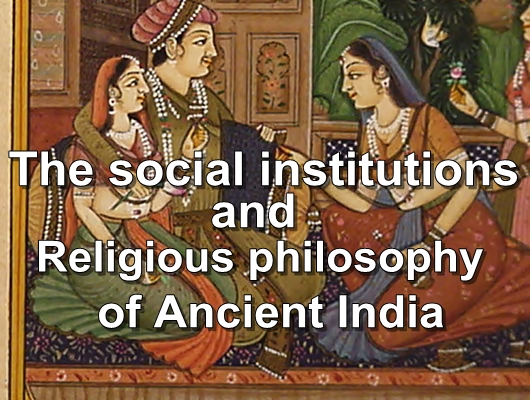 The social institutions
and
Religious philosophy
of Ancient India